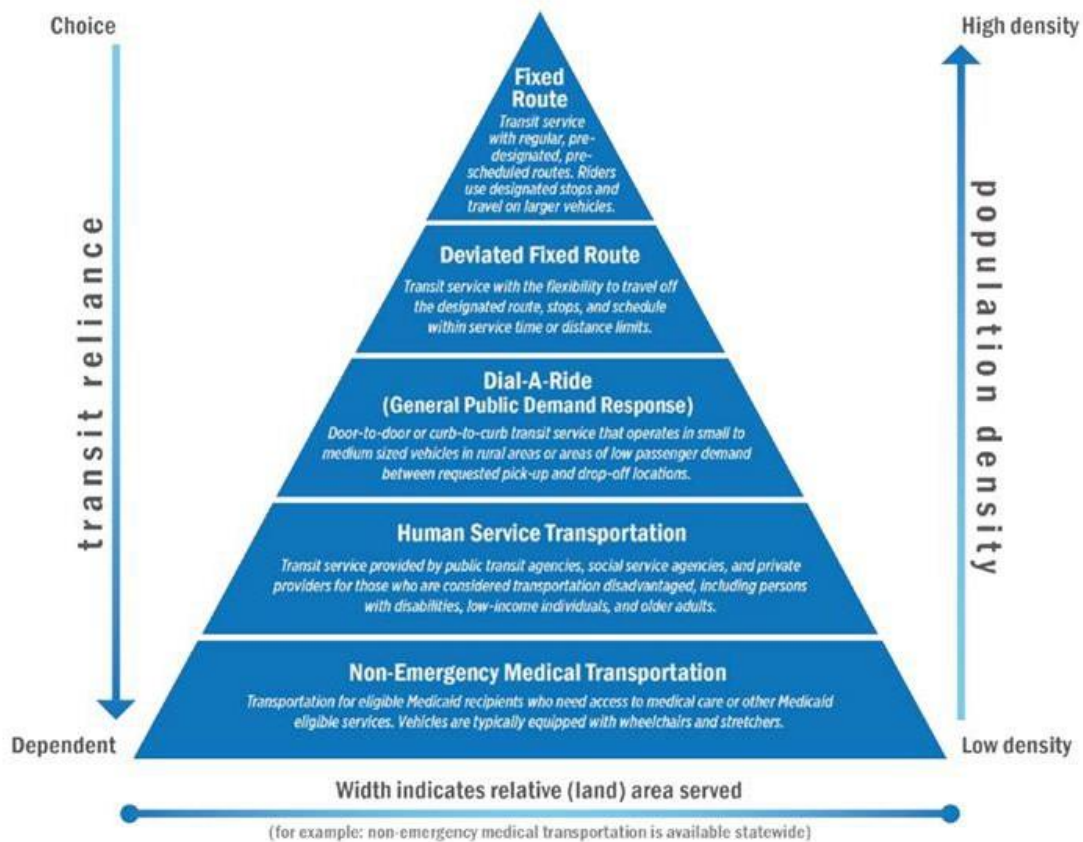 Choice
High density
Fixed
Route
Transit service
with regular, pre-
designated, pre-
scheduled routes. Riders
use designated stops and
travel on larger vehicles.
transit reliance
population density
Deviated Fixed Route
Transit service with the flexibility to travel off
the designated route, stops, and schedule
within service time or distance limits.
Dial-A-Ride
(General Public Demand Response)
Door-to-door or curb-to-curb transit service that operates in small to
medium sized vehicles in rural areas or areas of low passenger demand
between requested pick-up and drop-off locations.
Human Service Transportation
Transit service provided by public transit agencies, social service agencies, and private
providers for those who are considered transportation disadvantaged, including persons
with disabilities, low-income individuals, and older adults.
Non-Emergency Medical Transportation
Transportation for eligible Medicaid recipients who need access to medical care or other Medicaid
eligible services. Vehicles are typically equipped with wheelchairs and stretchers.
Dependent
Low density
Width indicates relative (land) area served
(for example: non-emergency medical transportation is available statewide)